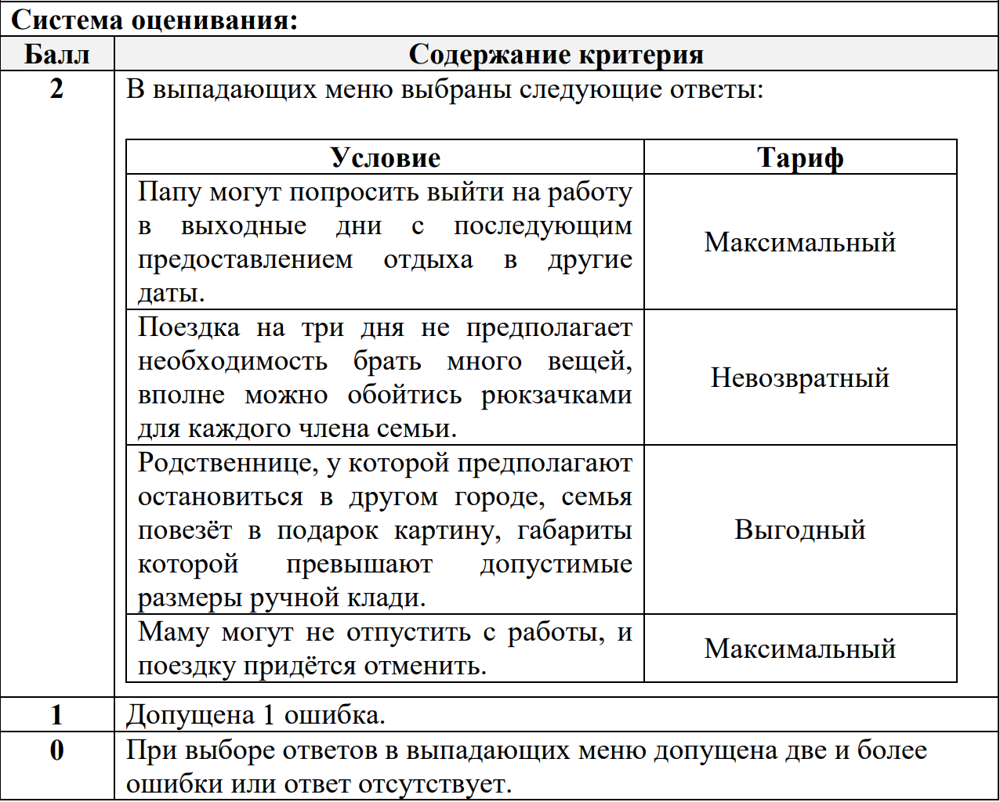 Система оценивания:
Балл Содержание критерия
2 В выпадающих меню выбраны следующие ответы:
Условие Тариф
Папу могут попросить выйти на работу
в выходные дни с последующим
предоставлением отдыха в другие
даты.
Максимальный
Поездка на три дня не предполагает
необходимость брать много вещей,
вполне можно обойтись рюкзачками
для каждого члена семьи.
Невозвратный
Родственнице, у которой предполагают
остановиться в другом городе, семья
повезёт в подарок картину, габариты
которой превышают допустимые
размеры ручной клади.
Выгодный
Маму могут не отпустить с работы, и
поездку придётся отменить.
Максимальный
1 Допущена 1 ошибка.
0 При выборе ответов в выпадающих меню допущена две и более
ошибки или ответ отсутствует.